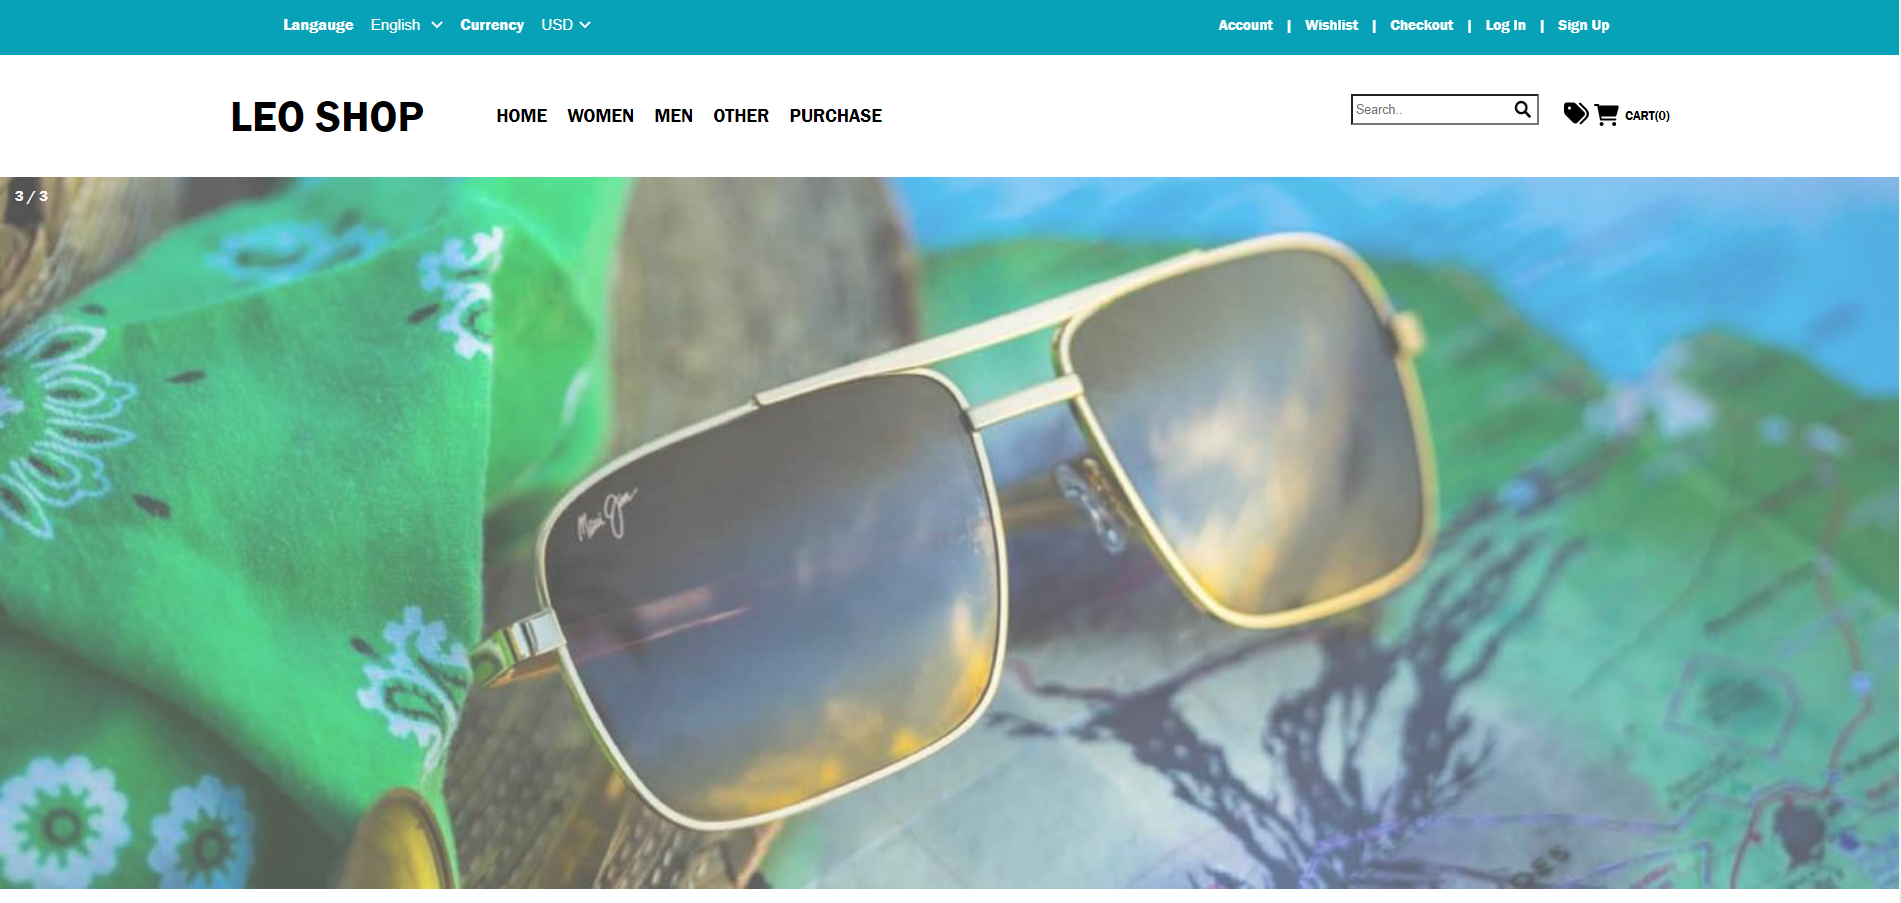 Langauge English Currency USD Account | Wishlist | Checkout | Log In | Sign Up
LEO SHOP HOME WOMEN MEN OTHER PURCHASE Search.. CART(0)
3 / 3
Maui Jim